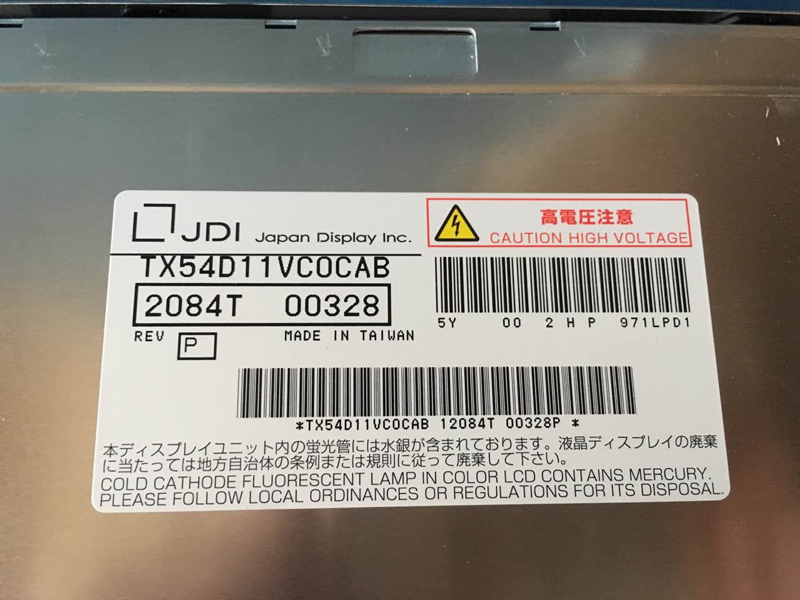 JDI Japan Display Inc.
高電圧注意
CAUTION HIGH VOLTAGE
TX54D11VC0CAB
2084T 00328
5Y 00 2 H P 971LPD1
REV P MADE IN TAIWAN
*TX54D11VC0CAB 12084T 00328P *
本ディスプレイユニット内の蛍光管には水銀が含まれております。液晶ディスプレイの廃棄
に当たっては地方自治体の条例または規則に従って廃棄して下さい。
COLD CATHODE FLUORESCENT LAMP IN COLOR LCD CONTAINS MERCURY.
PLEASE FOLLOW LOCAL ORDINANCES OR REGULATIONS FOR ITS DISPOSAL.